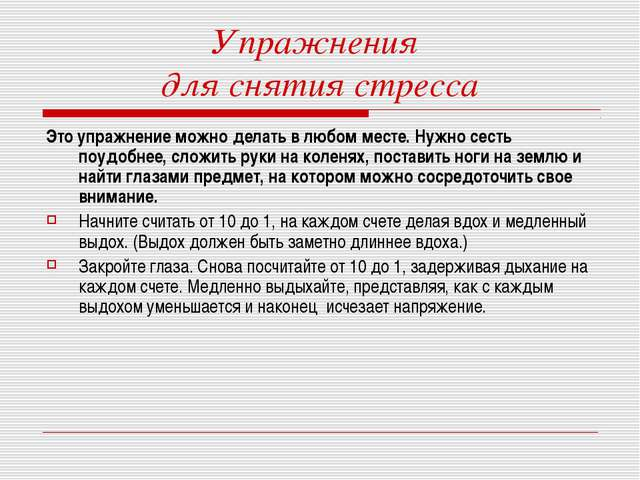 Упражнения
для снятия стресса
Это упражнение можно делать в любом месте. Нужно сесть
поудобнее, сложить руки на коленях, поставить ноги на землю и
найти глазами предмет, на котором можно сосредоточить свое
внимание.
Начните считать от 10 до 1, на каждом счете делая вдох и медленный
выдох. (Выдох должен быть заметно длиннее вдоха.)
Закройте глаза. Снова посчитайте от 10 до 1, задерживая дыхание на
каждом счете. Медленно выдыхайте, представляя, как с каждым
выдохом уменьшается и наконец исчезает напряжение.